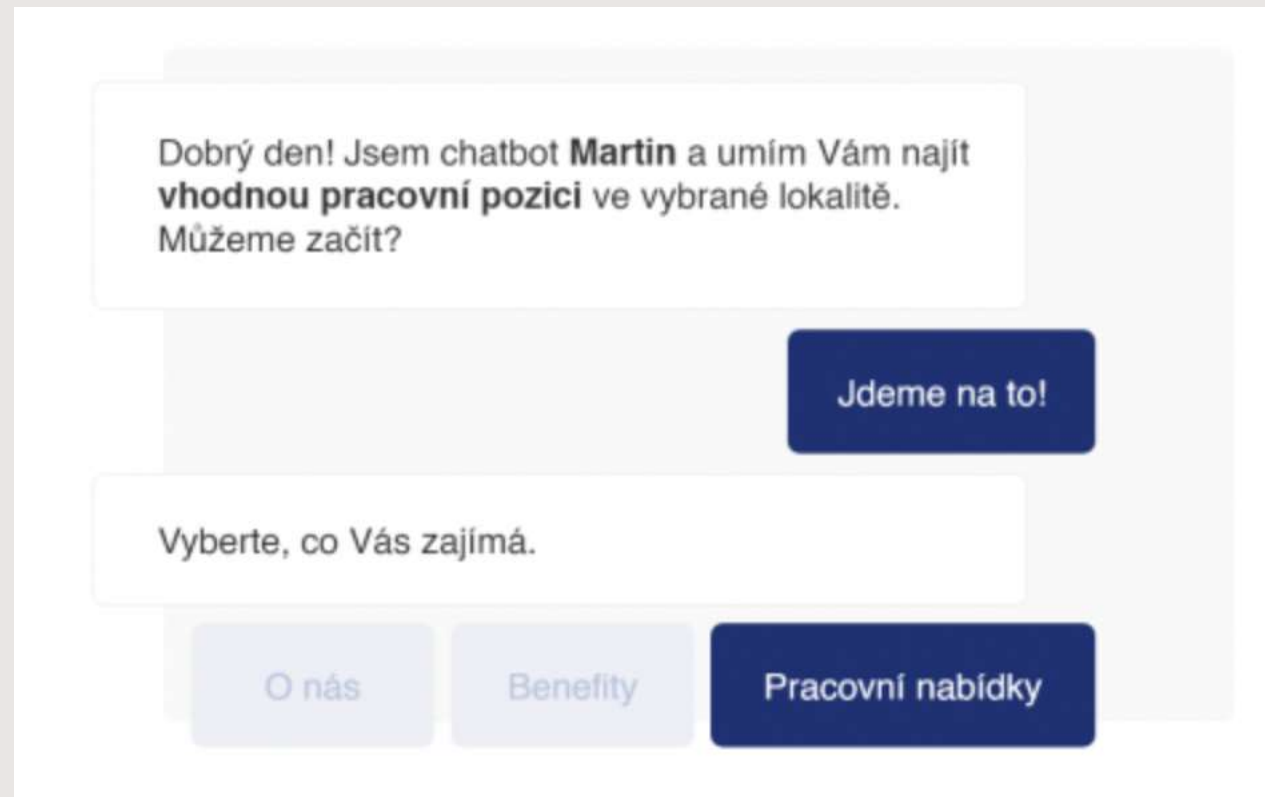 Dobrý den! Jsem chatbot Martin a umím Vám najít
vhodnou pracovní pozici ve vybrané lokalitě.
Můžeme začít?
Jdeme na to!
Vyberte, co Vás zajímá.
O nás
Benefity
Pracovní nabídky